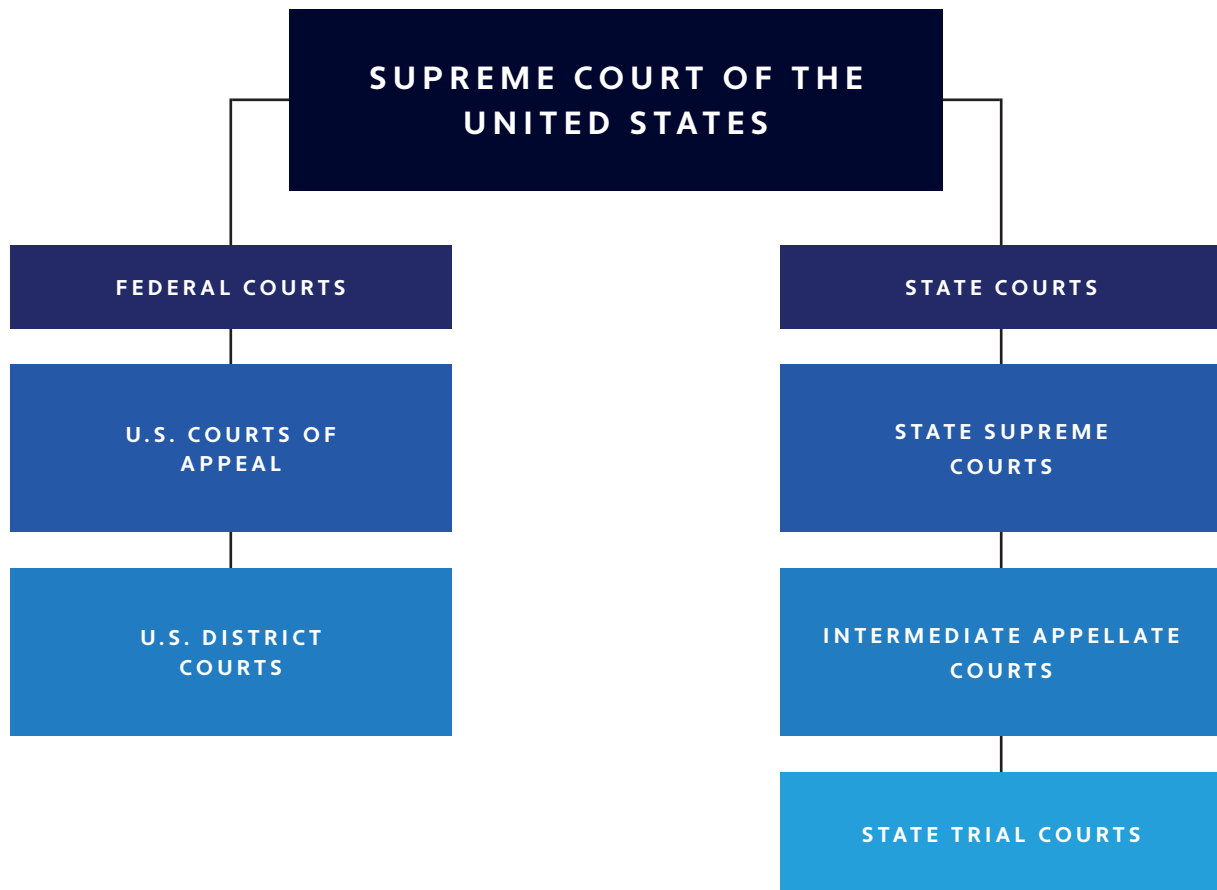 SUPREME COURT OF THE
UNITED STATES
FEDERAL COURTS
U.S. COURTS OF
APPEAL
U.S. DISTRICT
COURTS
STATE COURTS
STATE SUPREME
COURTS
INTERMEDIATE APPELLATE
COURTS
STATE TRIAL COURTS